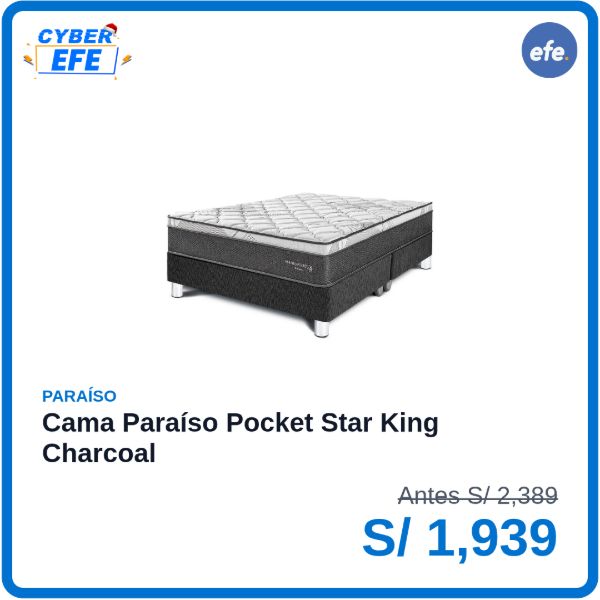 CYBER
EFE
efe.
PARAÍSO
Cama Paraíso Pocket Star King
Charcoal
Antes S/ 2,389
S/ 1,939